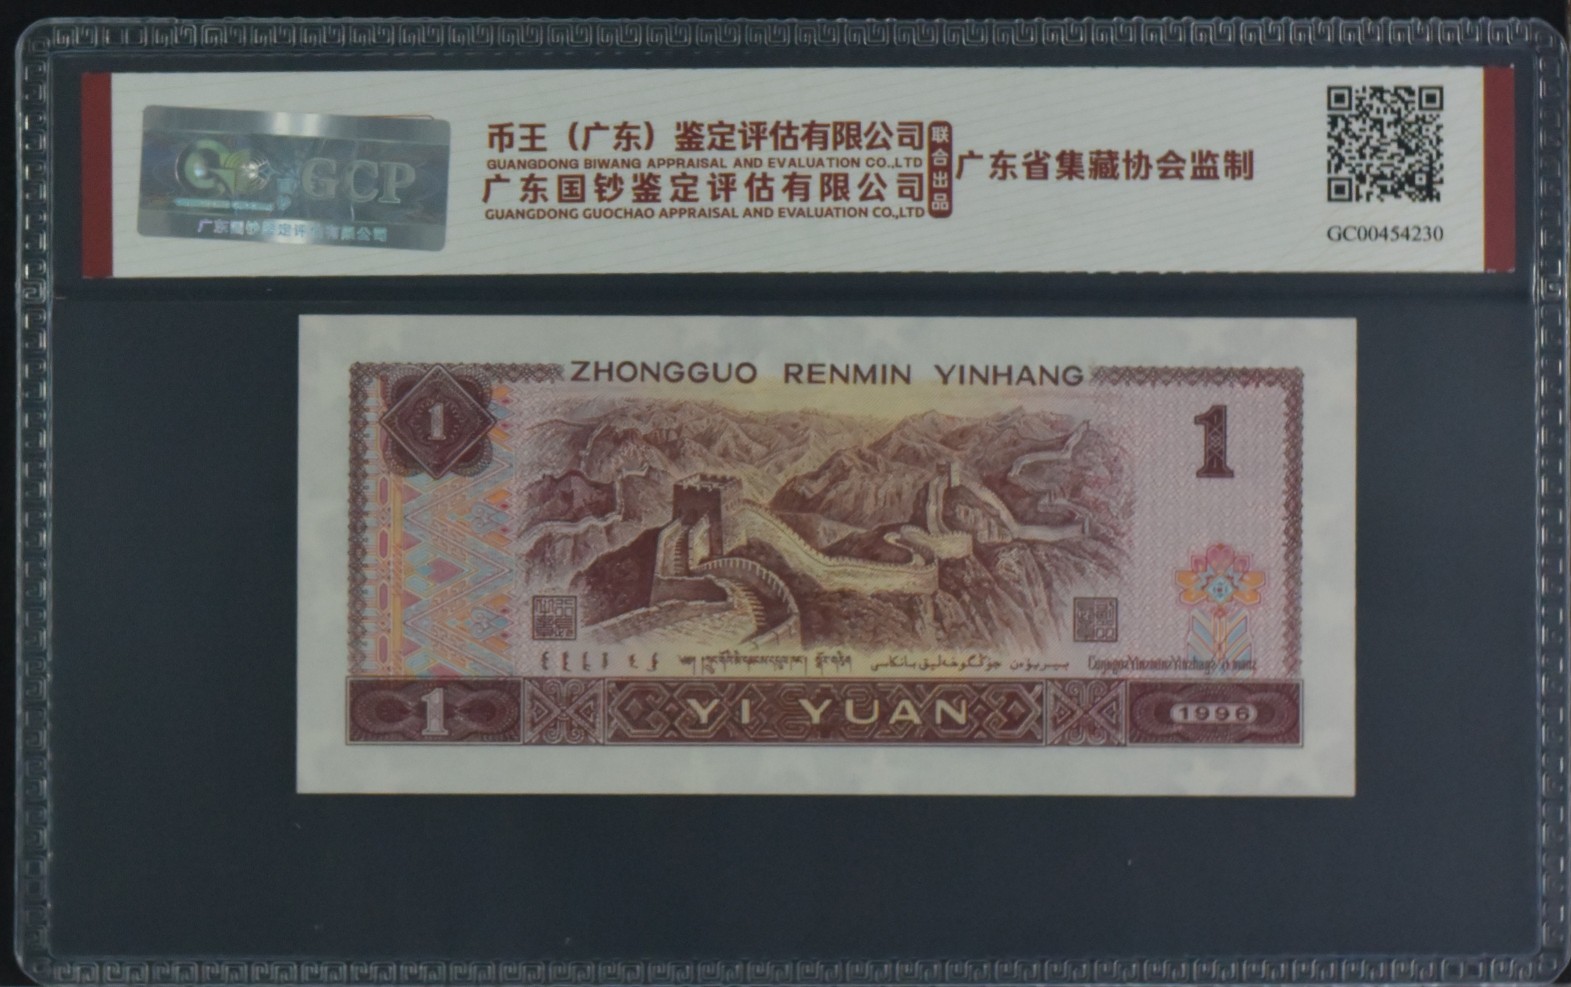 币王（广东）鉴定评估有限公司
GUANGDONG BIWANG APPRAISAL AND EVALUATION CO.,LTD
广东国钞鉴定评估有限公司
GUANGDONG GUOCHAO APPRAISAL AND EVALUATION CO.,LTD
联合出品
广东省集藏协会监制
GCP
广东国钞鉴定评估有限公司
GC00454230
ZHONGGUO RENMIN YINHANG
1
1
1
YI YUAN
1996